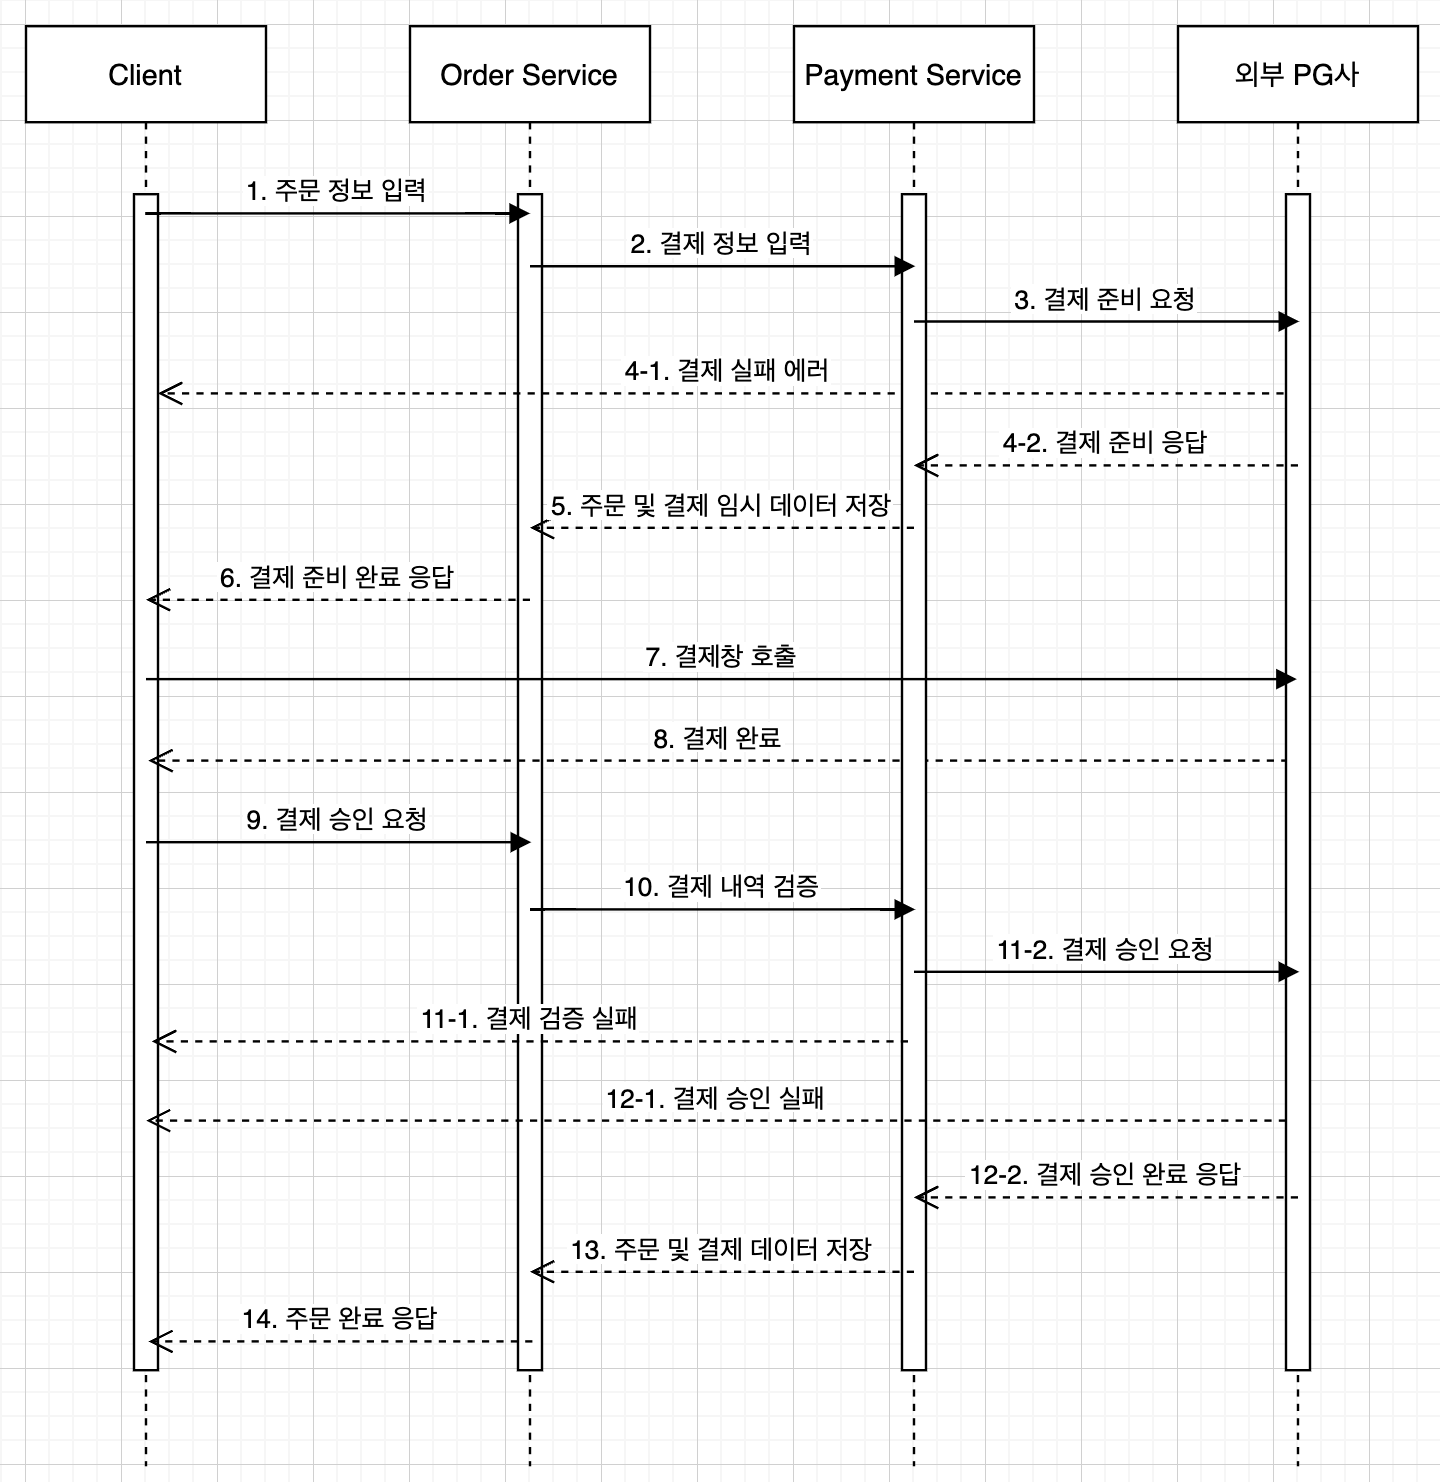 Client
Order Service
Payment Service
외부 PG사
1. 주문 정보 입력
2. 결제 정보 입력
3. 결제 준비 요청
4-1. 결제 실패 에러
4-2. 결제 준비 응답
5. 주문 및 결제 임시 데이터 저장
6. 결제 준비 완료 응답
7. 결제창 호출
8. 결제 완료
9. 결제 승인 요청
10. 결제 내역 검증
11-2. 결제 승인 요청
11-1. 결제 검증 실패
12-1. 결제 승인 실패
12-2. 결제 승인 완료 응답
13. 주문 및 결제 데이터 저장
14. 주문 완료 응답